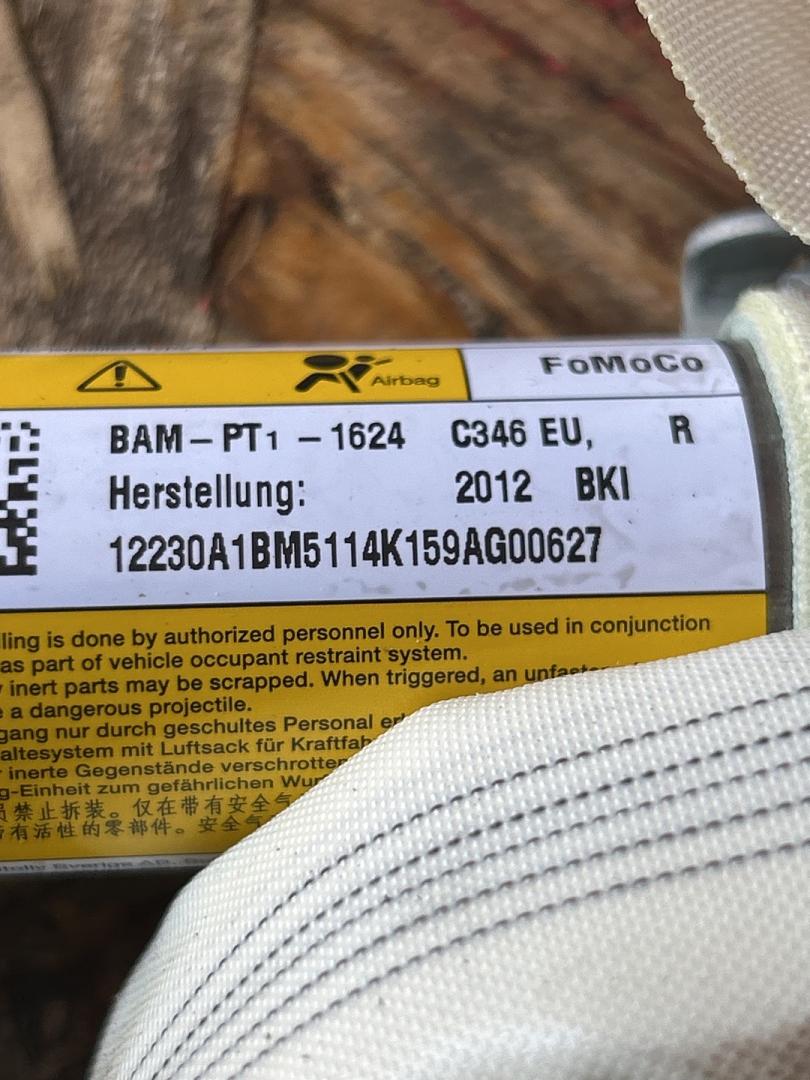 Airbag
FoMoCo
BAM-PT1-1624 C346 EU, R
Herstellung: 2012 BKI
12230A1BM5114K159AG00627
ling is done by authorized personnel only. To be used in conjunction
as part of vehicle occupant restraint system.
inert parts may be scrapped. When triggered, an
a dangerous projectile.
gang nur durch geschultes Personal
altesystem mit Luftsack für
inerte Gegenstände
g-Einheit zum gefährlichen
禁止拆装。仅在带有安全气
有活性的零部件。安全气